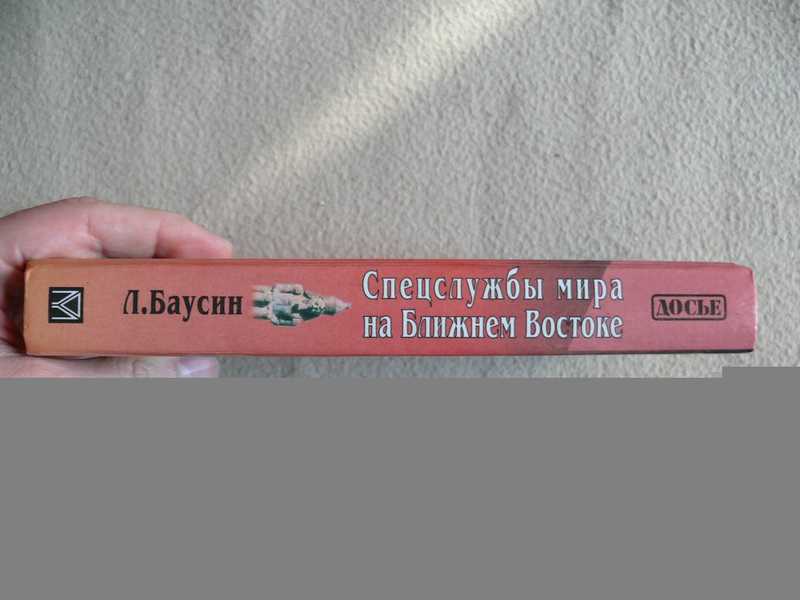 Л.Баусин
Спецслужбы мира
на Ближнем Востоке
ДОСЬЕ